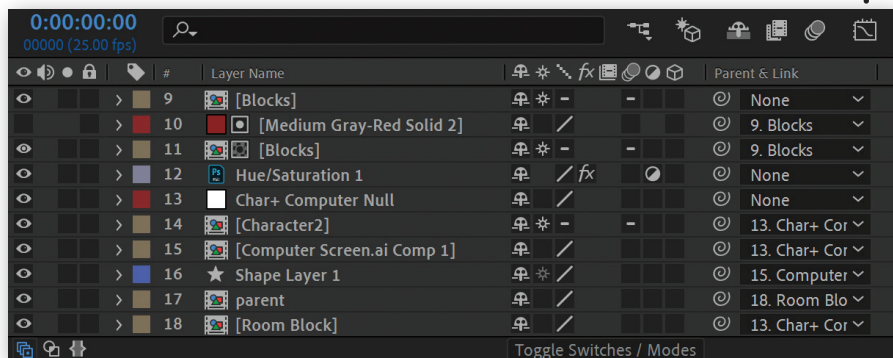 0:00:00:00
00000 (25.00 fps)
# Layer Name fx Parent & Link
9 [Blocks] None
10 [Medium Gray-Red Solid 2] 9. Blocks
11 [Blocks] 9. Blocks
12 Ps Hue/Saturation 1 fx None
13 Char+ Computer Null None
14 [Character2] 13. Char+ Cor
15 [Computer Screen.ai Comp 1] 13. Char+ Cor
16 Shape Layer 1 15. Computer
17 parent 18. Room Blo
18 [Room Block] 13. Char+ Cor
Toggle Switches / Modes